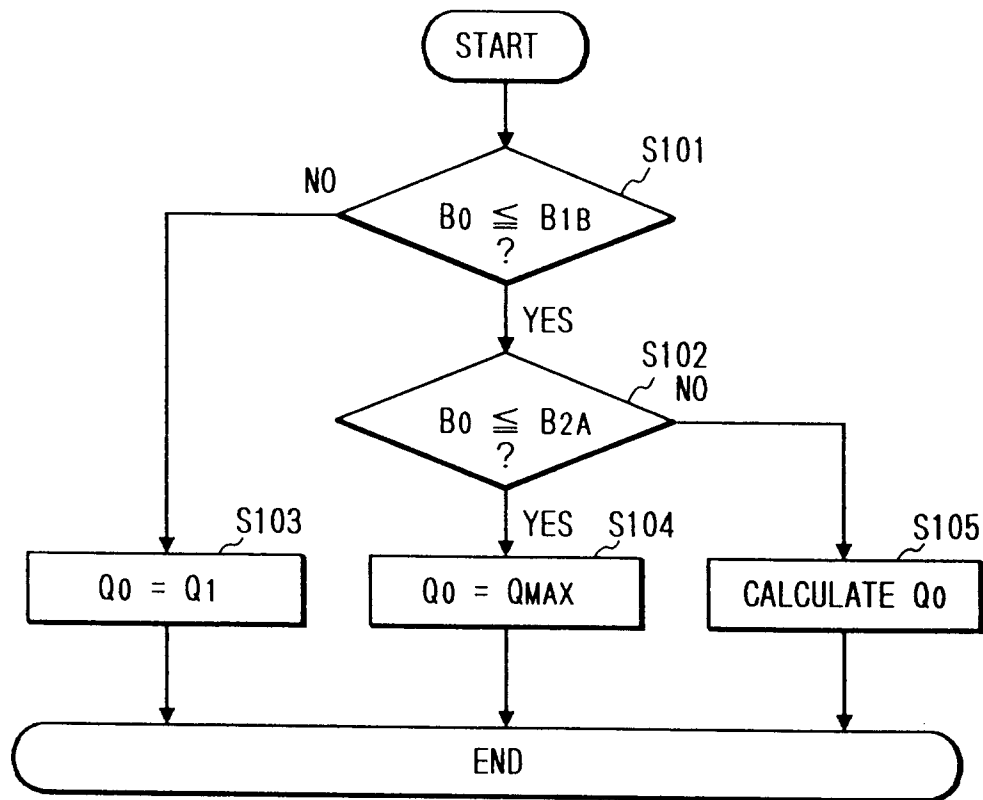 START
S101
NO
B0 ≦ B1B
?
YES
S102
NO
B0 ≦ B2A
?
YES
S103
S104
S105
Q0 = Q1
Q0 = QMAX
CALCULATE Q0
END